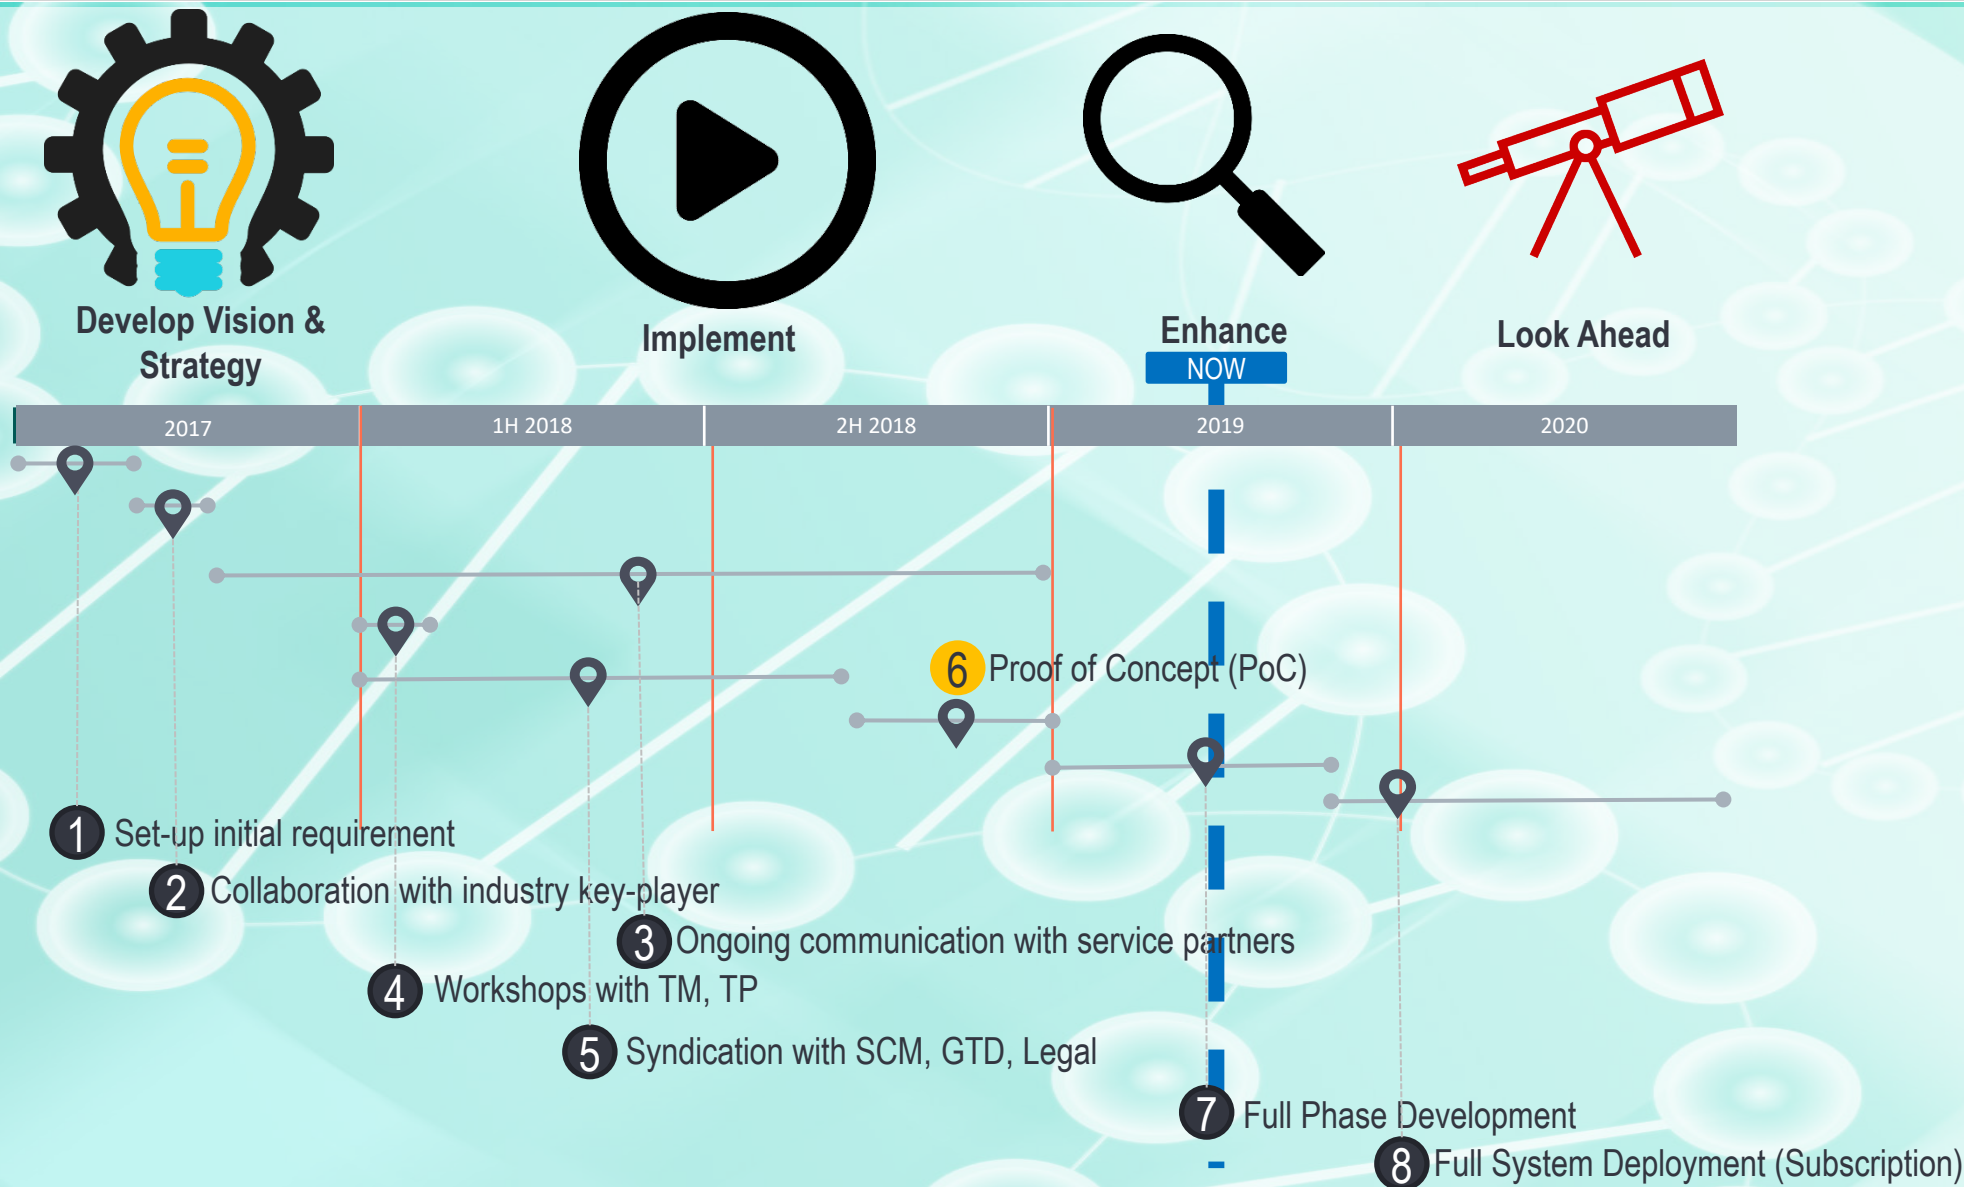 Develop Vision &
Strategy
Implement
Enhance
Look Ahead
NOW
2017
1H 2018
2H 2018
2019
2020
6 Proof of Concept (PoC)
1 Set-up initial requirement
2 Collaboration with industry key-player
3 Ongoing communication with service partners
4 Workshops with TM, TP
5 Syndication with SCM, GTD, Legal
7 Full Phase Development
8 Full System Deployment (Subscription)